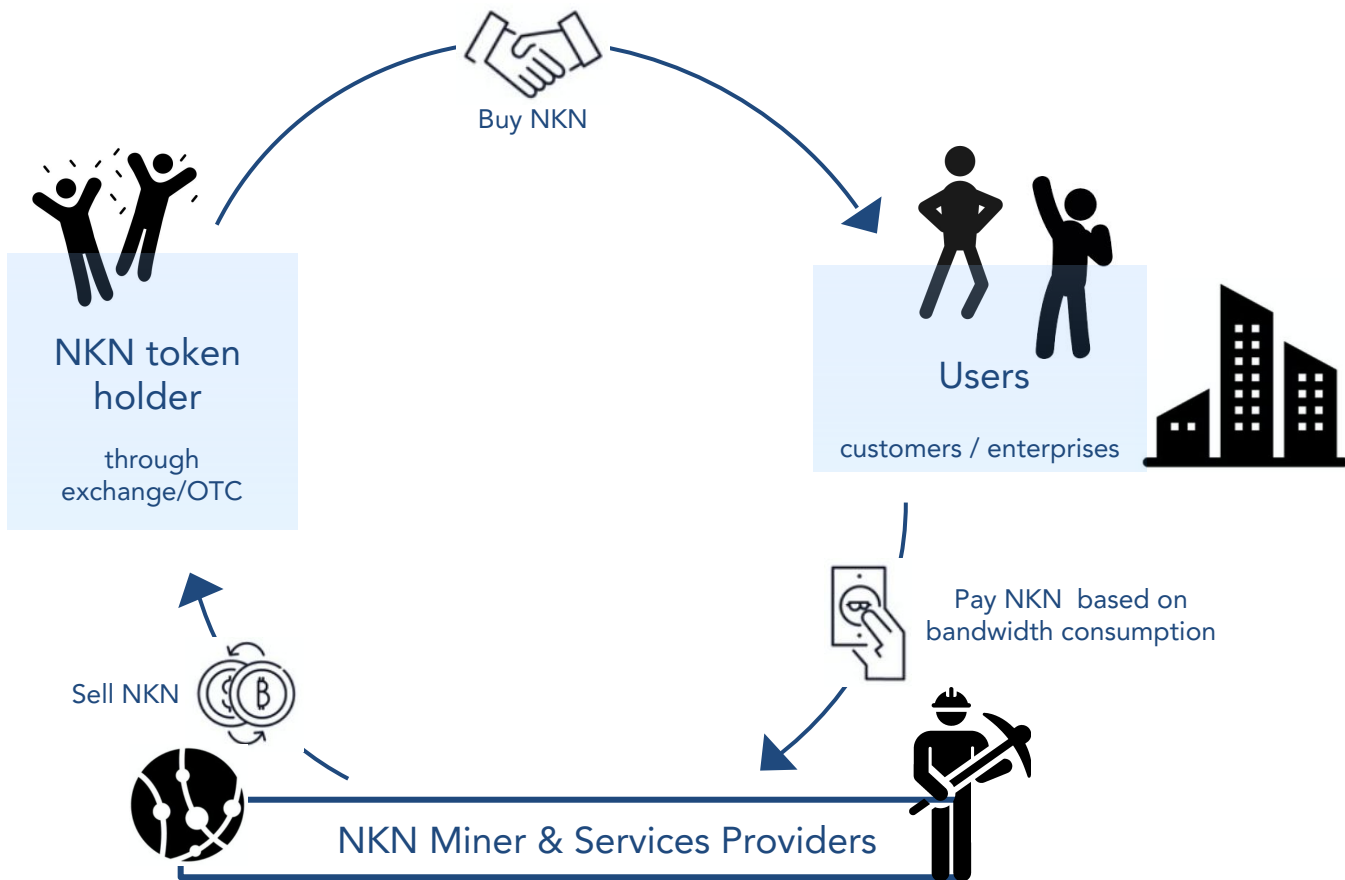 Buy NKN
NKN token
holder
through
exchange/OTC
Users
customers / enterprises
Pay NKN based on
bandwidth consumption
Sell NKN
NKN Miner & Services Providers